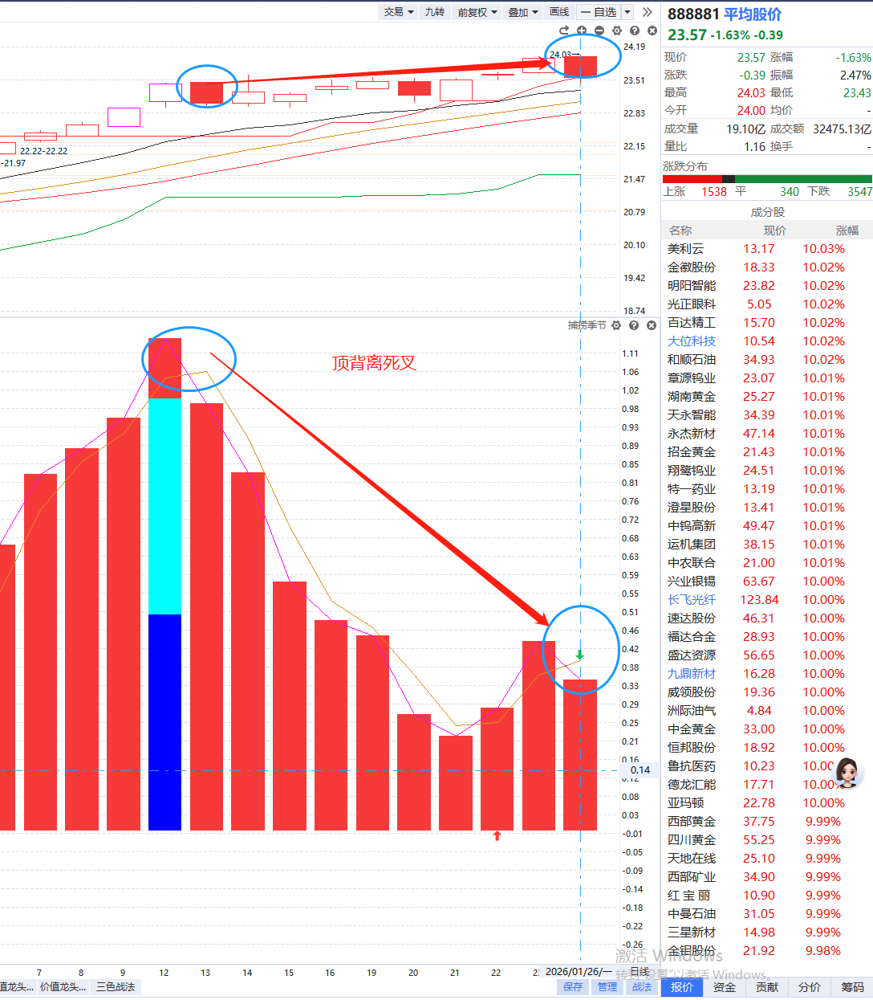 交易 九转 前复权 叠加 画线 一 自选
888881 平均股价
23.57 -1.63% -0.39
现价 23.57 涨幅 -1.63%
涨跌 -0.39 振幅 2.47%
最高 24.03 最低 23.43
今开 24.00 均价 -
成交量 19.10亿 成交额 32475.13亿
量比 1.16 换手 -
涨跌分布
上涨 1538 平 340 下跌 3547
成分股
名称 现价 涨幅
美利云 13.17 10.03%
金徽股份 18.33 10.02%
明阳智能 23.82 10.02%
光正眼科 5.05 10.02%
百达精工 15.70 10.02%
大位科技 10.54 10.02%
和顺石油 34.93 10.02%
章源钨业 23.07 10.01%
湖南黄金 25.27 10.01%
天永智能 34.39 10.01%
永杰新材 47.14 10.01%
招金黄金 21.43 10.01%
翔鹭钨业 24.51 10.01%
特一药业 13.19 10.01%
澄星股份 13.41 10.01%
中钨高新 49.47 10.01%
运机集团 38.15 10.01%
中农联合 21.00 10.01%
兴业银锡 63.67 10.00%
长飞光纤 123.84 10.00%
速达股份 46.31 10.00%
福达合金 28.93 10.00%
盛达资源 56.65 10.00%
九鼎新材 16.28 10.00%
威领股份 19.36 10.00%
洲际油气 4.84 10.00%
中金黄金 33.00 10.00%
恒邦股份 18.92 10.00%
鲁抗医药 10.23 10.00
德龙汇能 17.71 10.00%
亚玛顿 22.78 10.00%
西部黄金 37.75 9.99%
四川黄金 55.25 9.99%
天地在线 25.10 9.99%
西部矿业 34.90 9.99%
红 宝 丽 10.90 9.99%
中曼石油 31.05 9.99%
三星新材 14.98 9.99%
金钼股份 21.92 9.98%
24.03
22.22-22.22
-21.97
24.19
23.51
22.83
22.15
21.47
20.79
20.10
19.42
18.74
捕捞季节
顶背离死叉
1.11
1.06
1.02
0.98
0.93
0.89
0.85
0.81
0.76
0.72
0.68
0.63
0.59
0.55
0.51
0.46
0.42
0.38
0.33
0.29
0.25
0.21
0.16
0.14
0.12
0.08
0.03
-0.01
-0.05
-0.09
-0.14
-0.18
-0.22
-0.26
7 8 9 12 13 14 15 16 19 20 21 22 2026/01/26/一 日线
值龙头... 价值龙头... 三色战法 保存 管理 战法
报价 资金 贡献 分价 筹码
激活 Windows
转到"设置"以激活 Windows。